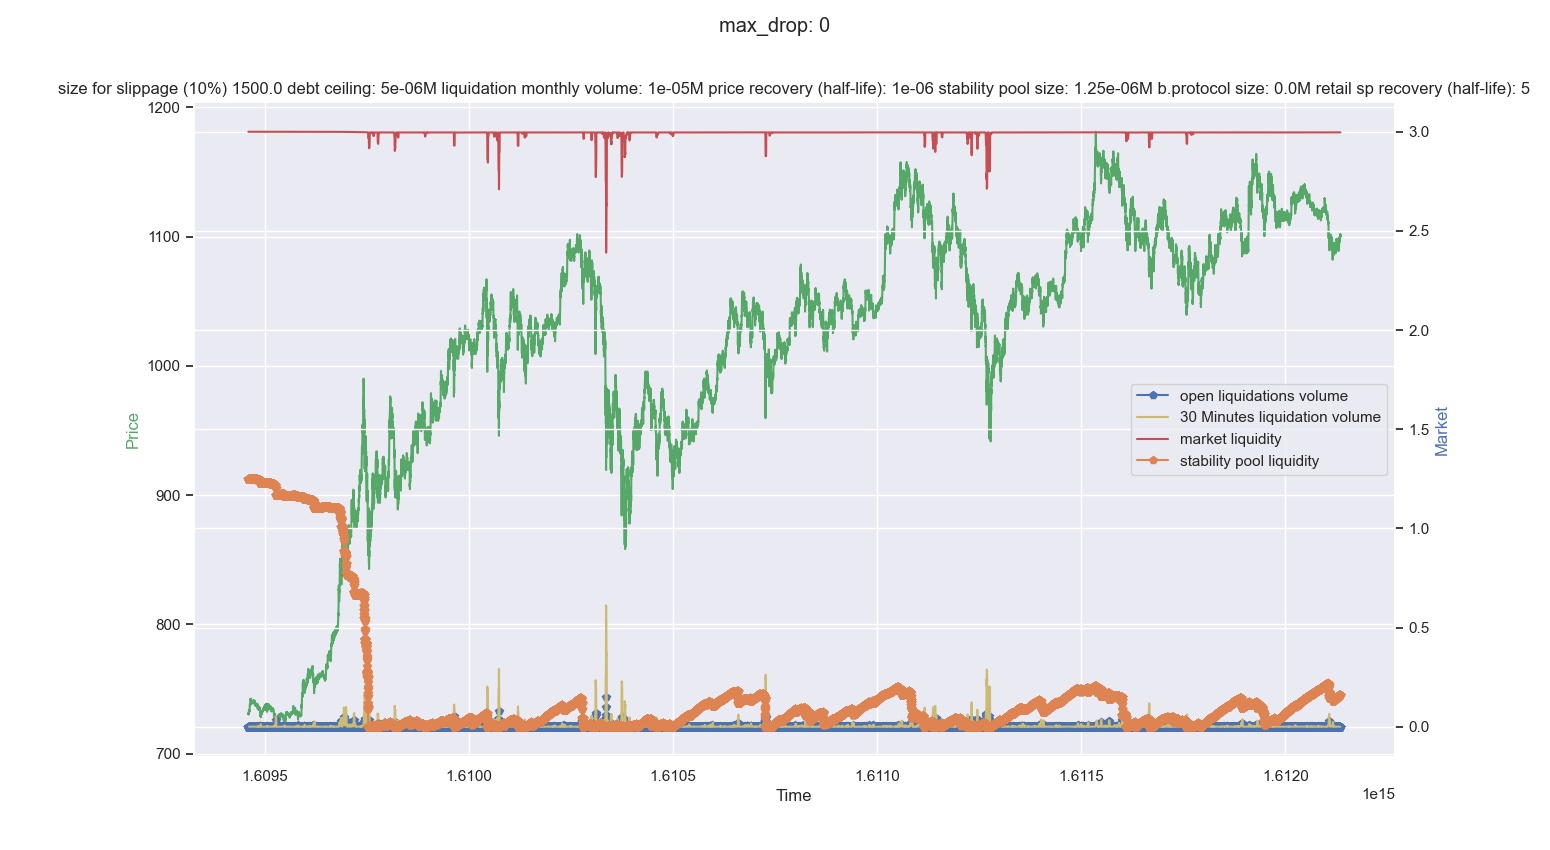 max_drop: 0
size for slippage (10%) 1500.0 debt ceiling: 5e-06M liquidation monthly volume: 1e-05M price recovery (half-life): 1e-06 stability pool size: 1.25e-06M b.protocol size: 0.0M retail sp recovery (half-life): 5
1200
1100
1000
900
800
700
Price
3.0
2.5
2.0
1.5
1.0
0.5
0.0
Market
open liquidations volume
30 Minutes liquidation volume
market liquidity
stability pool liquidity
1.6095 1.6100 1.6105 1.6110 1.6115 1.6120
Time
1e15